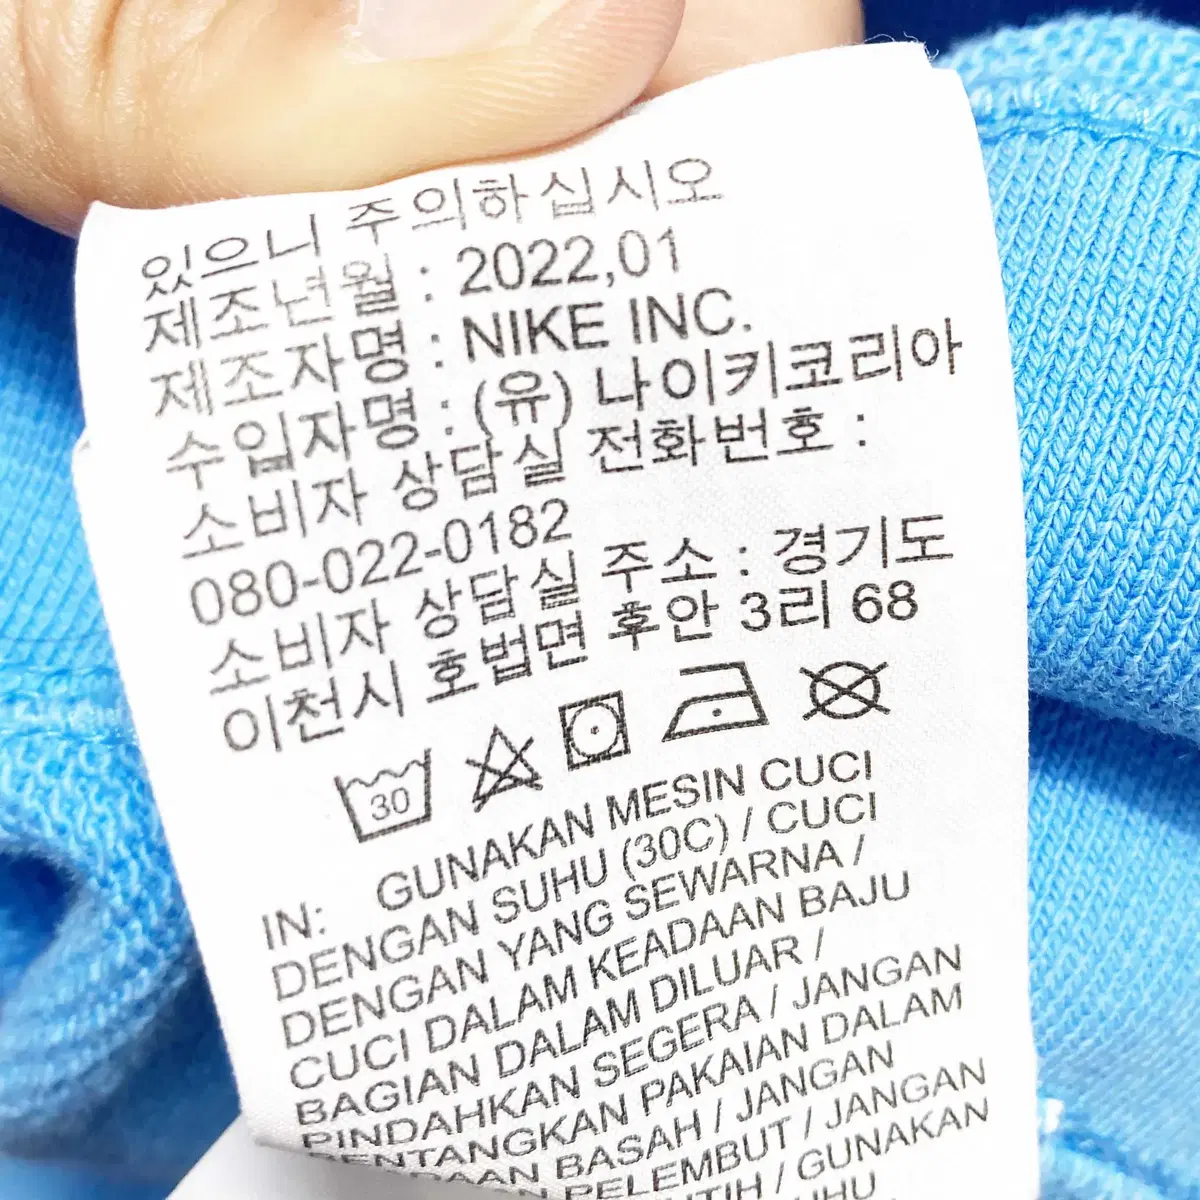 있으니 주의하십시오
제조년월 : 2022,01
제조자명 : NIKE INC.
수입자명 : (유) 나이키코리아
소비자 상담실 전화번호 :
080-022-0182
소비자 상담실 주소 : 경기도
이천시 호법면 후안 3리 68
30
IN: GUNAKAN MESIN CUCI
DENGAN SUHU (30C) / CUCI
DENGAN YANG SEWARNA /
CUCI DALAM KEADAAN BAJU
BAGIAN DALAM DILUAR /
PINDAHKAN SEGERA / JANGAN
RENTANGKAN PAKAIAN DALAM
BASAH / JANGAN
PELEMBUT / JANGAN
GUNAKAN